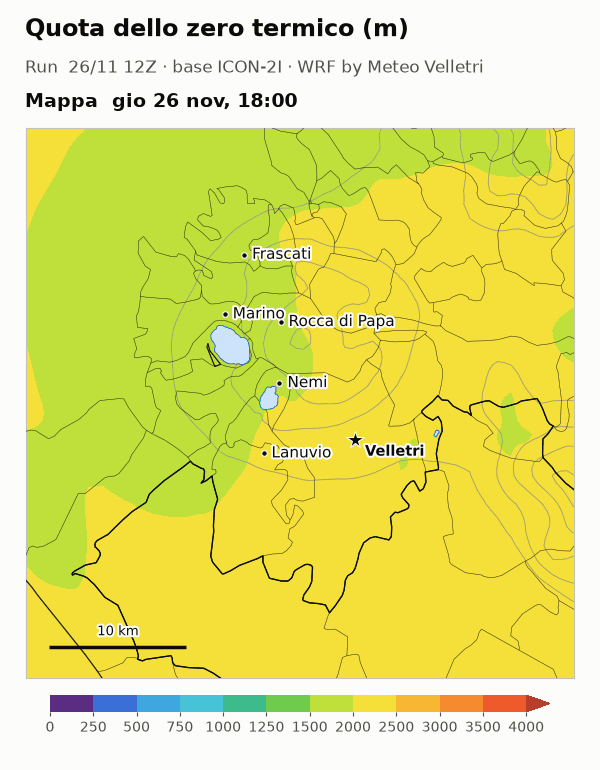 Quota dello zero termico (m)
Run 26/11 12Z · base ICON-2I · WRF by Meteo Velletri
Mappa gio 26 nov, 18:00
Frascati
Marino
Rocca di Papa
Nemi
Velletri
Lanuvio
10 km
0 250 500 750 1000 1250 1500 2000 2500 3000 3500 4000